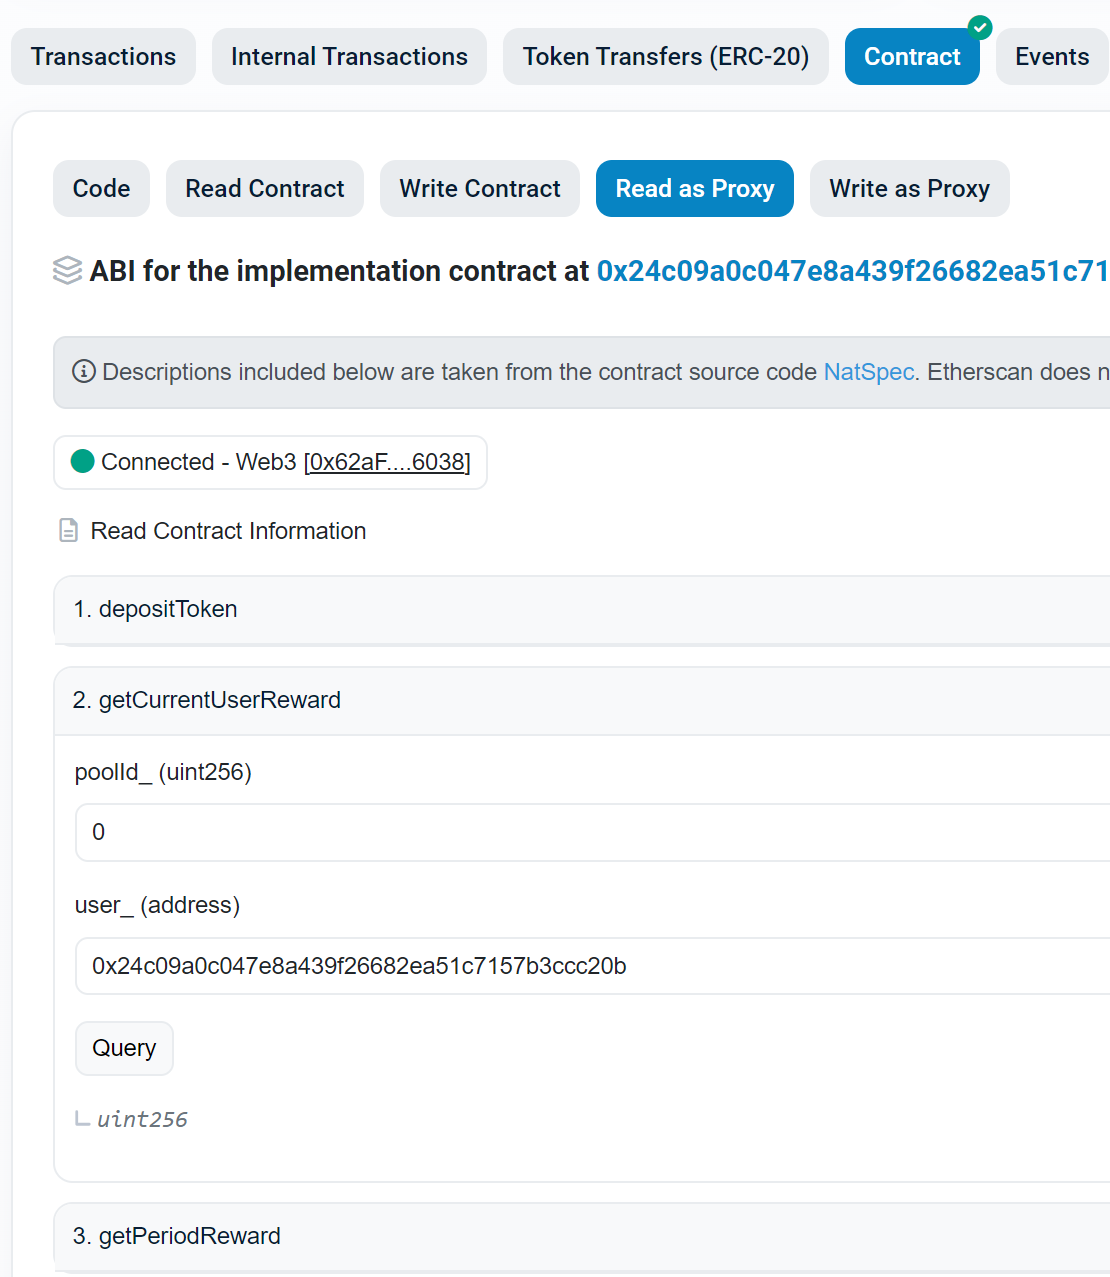 Transactions
Internal Transactions
Token Transfers (ERC-20)
Contract
Events
Code
Read Contract
Write Contract
Read as Proxy
Write as Proxy
ABI for the implementation contract at 0x24c09a0c047e8a439f26682ea51c71
Descriptions included below are taken from the contract source code NatSpec. Etherscan does n
Connected - Web3 [0x62aF....6038]
Read Contract Information
1. depositToken
2. getCurrentUserReward
poolId_ (uint256)
0
user_ (address)
0x24c09a0c047e8a439f26682ea51c7157b3ccc20b
Query
uint256
3. getPeriodReward